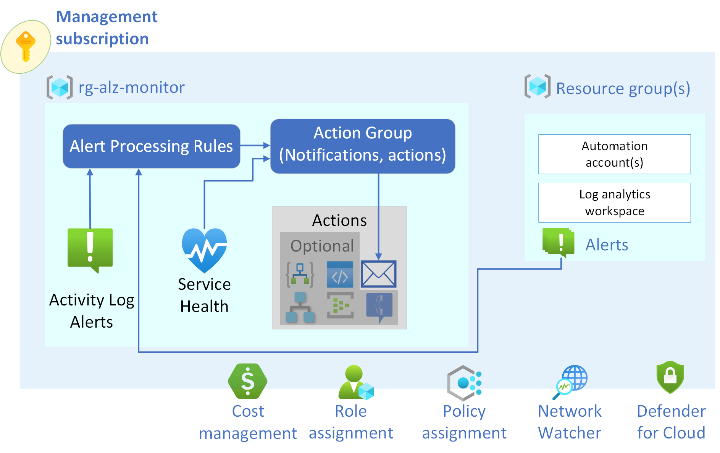 Management
subscription
rg-alz-monitor
Resource group(s)
Alert Processing Rules
Action Group
(Notifications, actions)
Automation
account(s)
Log analytics
workspace
Alerts
Actions
Optional
Activity Log
Alerts
Service
Health
Cost
management
Role
assignment
Policy
assignment
Network
Watcher
Defender
for Cloud